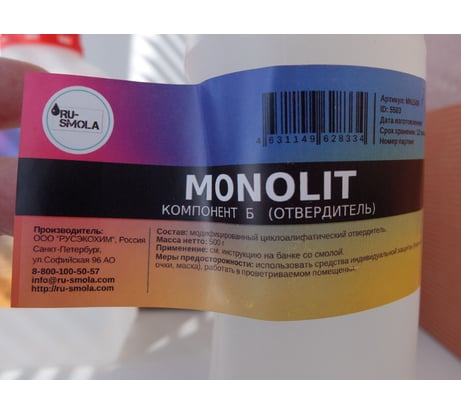 RU-
SMOLA
4 631149 628334
Артикул:
ID: 5583
Дата изготовления
Срок хранения: 12
Номер партии
MONOLIT
КОМПОНЕНТ Б (ОТВЕРДИТЕЛЬ)
Производитель:
ООО "РУСЭКОХИМ", Россия
Санкт-Петербург,
ул.Софийская 96 АО
8-800-100-50-57
info@ru-smola.com
http://ru-smola.com
Состав: модифицированный циклоалифатический отвердитель.
Масса нетто: 500 г
Применение: см. инструкцию на банке со смолой.
Меры предосторожности: использовать средства индивидуальной защиты
очки, маска), работать в проветриваемом помещении.